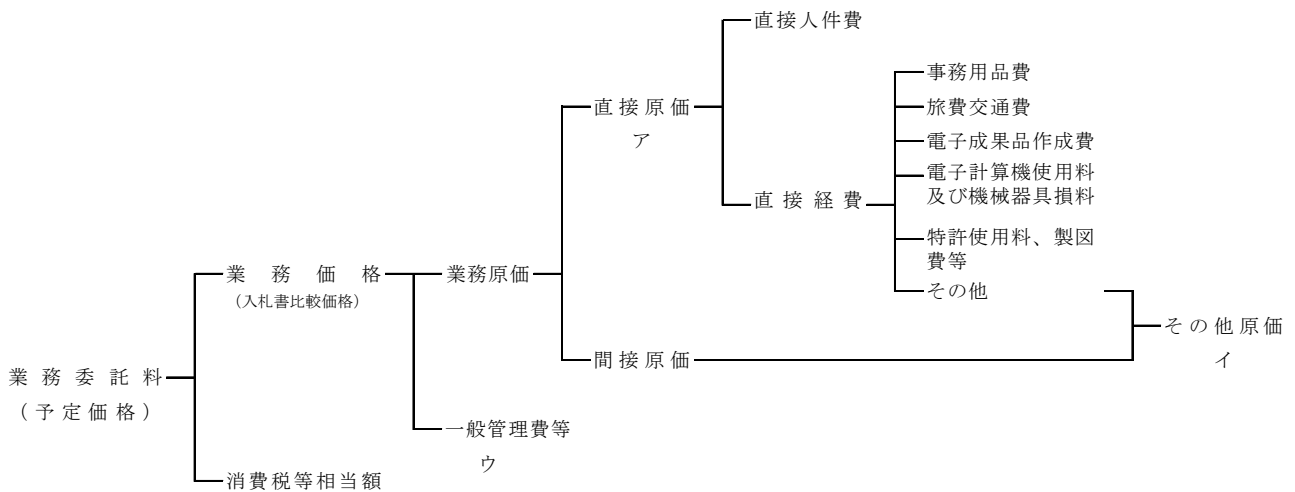 直接人件費
事務用品費
直接原価
ア
旅費交通費
電子成果品作成費
電子計算機使用料
及び機械器具損料
直接経費
特許使用料、製図
費等
業務価格
(入札書比較価格)
業務原価
その他
その他原価
イ
間接原価
業務委託料
(予定価格)
一般管理費等
ウ
消費税等相当額